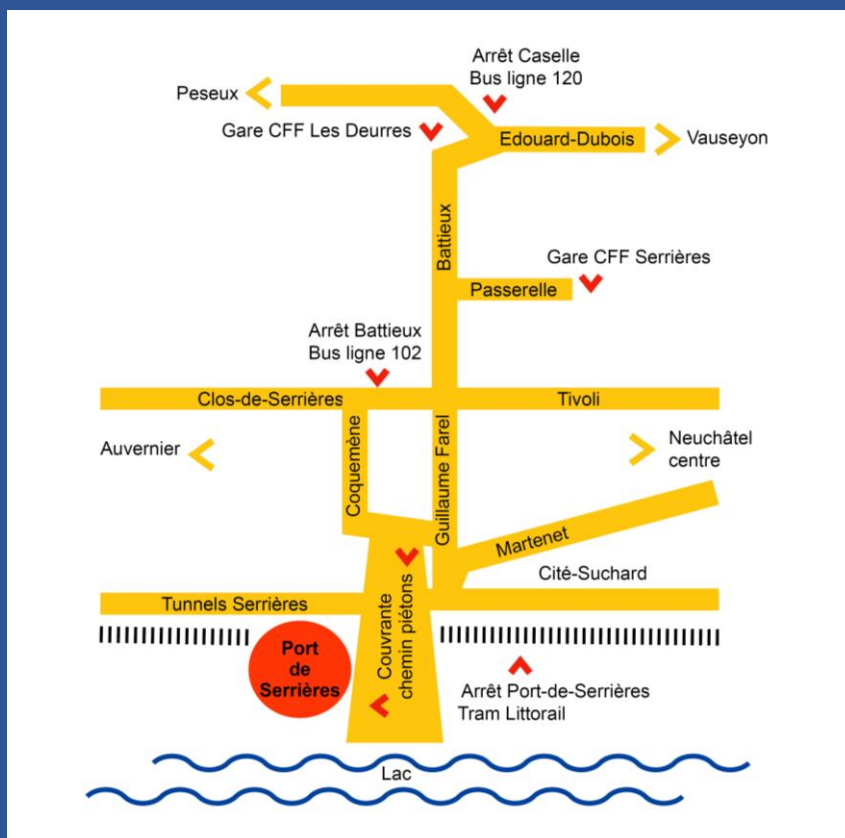 Arrêt Caselle
Bus ligne 120
Peseux
Gare CFF Les Deurres
Edouard-Dubois
Vauseyon
Battieux
Gare CFF Serrières
Passerelle
Arrêt Battieux
Bus ligne 102
Clos-de-Serrières
Tivoli
Auvernier
Coquemène
Guillaume Farel
Neuchâtel
centre
Martenet
Cité-Suchard
Tunnels Serrières
Couvrante
chemin piétons
Port
de
Serrières
Arrêt Port-de-Serrières
Tram Littorail
Lac